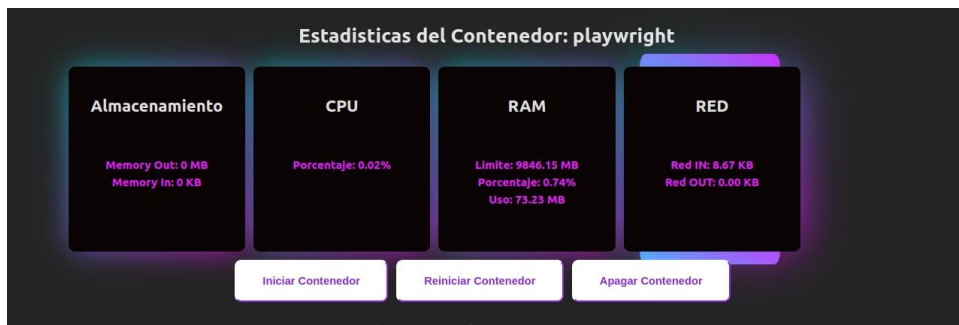 Estadisticas del Contenedor: playwright
Almacenamiento
Memory Out: 0 MB
Memory In: 0 KB
CPU
Porcentaje: 0.02%
RAM
Limite: 9846.15 MB
Porcentaje: 0.74%
Uso: 73.23 MB
RED
Red IN: 8.67 KB
Red OUT: 0.00 KB
Iniciar Contenedor
Reiniciar Contenedor
Apagar Contenedor